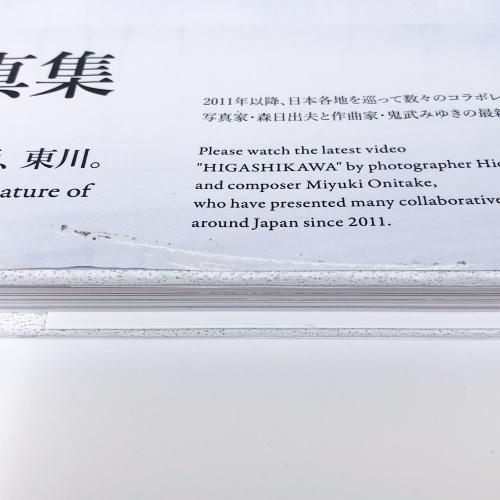 真集
、東川。
ature of
2011年以降、日本各地を巡って数々のコラボレ
写真家・森日出夫と作曲家・鬼武みゆきの最新
Please watch the latest video
"HIGASHIKAWA" by photographer Hid
and composer Miyuki Onitake,
who have presented many collaborative
around Japan since 2011.